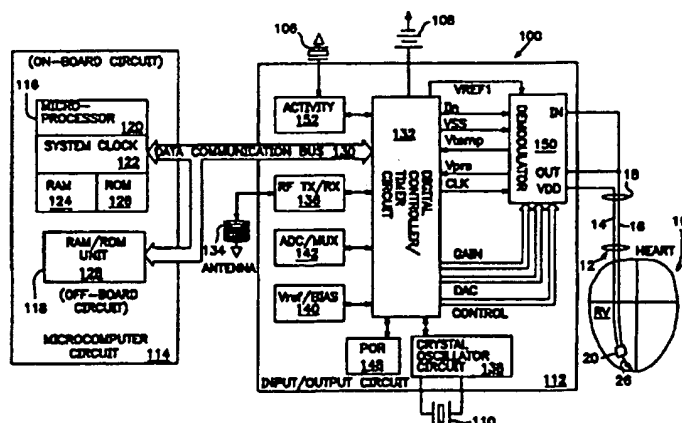 (ON-BOARD CIRCUIT)
116
MICRO-
PROCESSOR 120
SYSTEM CLOCK
122
RAM
124
ROM
126
DATA COMMUNICATION BUS 130
RAM/ROM
UNIT
128
118
(OFF-BOARD
CIRCUIT)
MICROCOMPUTER
CIRCUIT 114
106
108
100
ACTIVITY
152
RF TX/RX
136
134
ANTENNA
ADC/MUX
142
Vref/BIAS
140
132
DIGITAL
CONTROLLER/
TIMER
CIRCUIT
POR
148
CRYSTAL
OSCILLATOR
CIRCUIT 138
INPUT/OUTPUT CIRCUIT
112
110
VREF1
VSS
Vtemp
Vprs
CLK
GAIN
DAC
CONTROL
DEMODULATOR
150
IN
OUT
VDD
18
14
16
12
HEART
10
RV
20
26